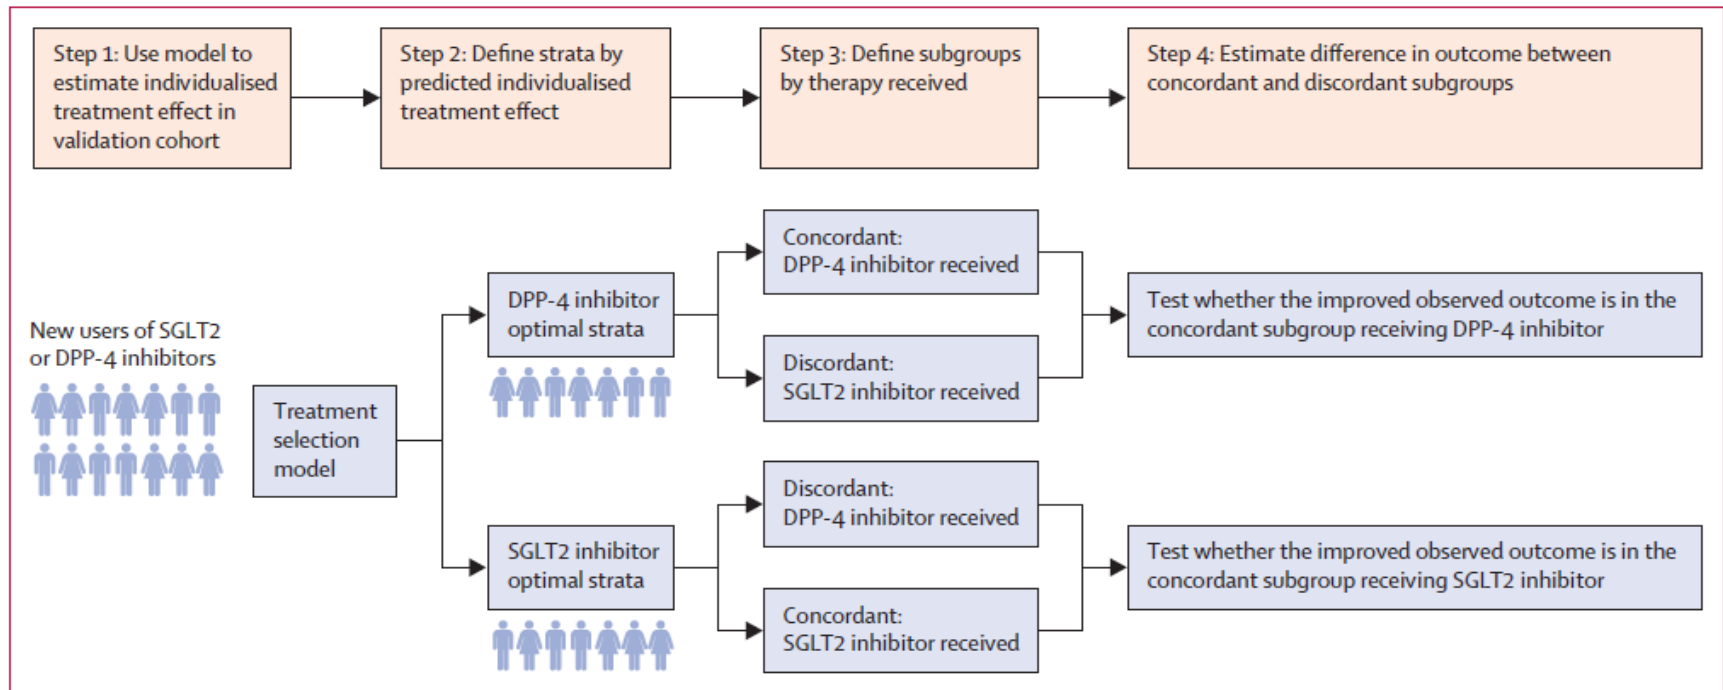 Step 1: Use model to
estimate individualised
treatment effect in
validation cohort
Step 2: Define strata by
predicted individualised
treatment effect
Step 3: Define subgroups
by therapy received
Step 4: Estimate difference in outcome between
concordant and discordant subgroups
New users of SGLT2
or DPP-4 inhibitors
Treatment
selection
model
DPP-4 inhibitor
optimal strata
Concordant:
DPP-4 inhibitor received
Discordant:
SGLT2 inhibitor received
Test whether the improved observed outcome is in the
concordant subgroup receiving DPP-4 inhibitor
SGLT2 inhibitor
optimal strata
Discordant:
DPP-4 inhibitor received
Concordant:
SGLT2 inhibitor received
Test whether the improved observed outcome is in the
concordant subgroup receiving SGLT2 inhibitor